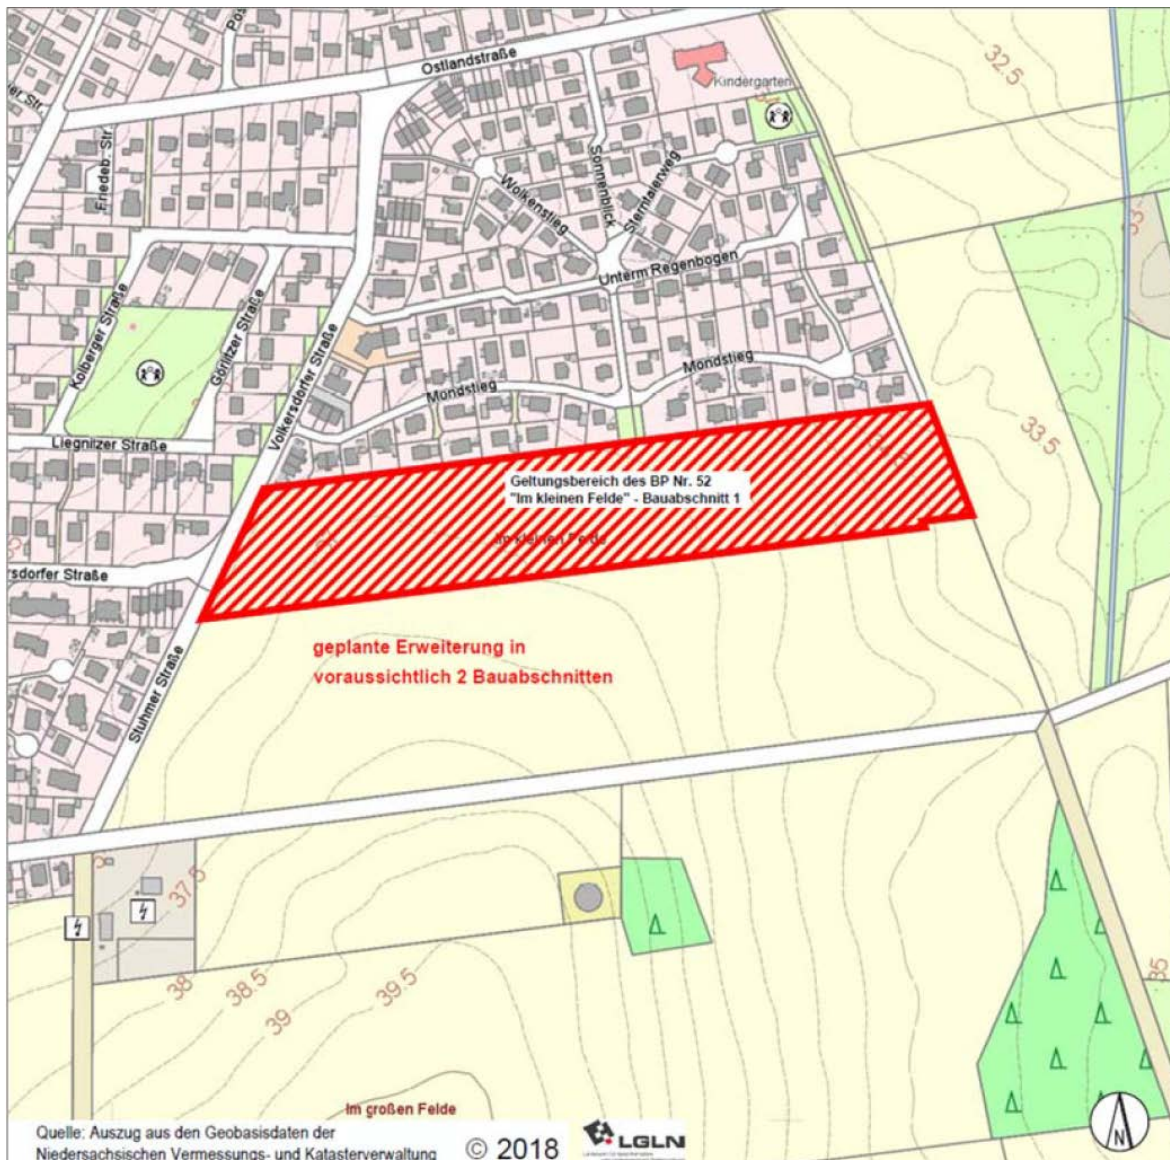 Ostlandstraße
Kindergarten
32.5
Friedeb. Str.
Sonnenblick
Sterntalerweg
Wolkenstieg
Unterm Regenbogen
Kolberger Straße
Görlitzer Straße
Volkersdorfer Straße
Mondstieg
Mondstieg
Liegnitzer Straße
33.5
Geltungsbereich des BP Nr. 52
"Im kleinen Felde" - Bauabschnitt 1
Im kleinen Felde
rsdorfer Straße
geplante Erweiterung in
voraussichtlich 2 Bauabschnitten
Stuhmer Straße
37.5
38
38.5
39
39.5
35
Im großen Felde
N
Quelle: Auszug aus den Geobasisdaten der
Niedersächsischen Vermessungs- und Katasterverwaltung
© 2018
LGLN